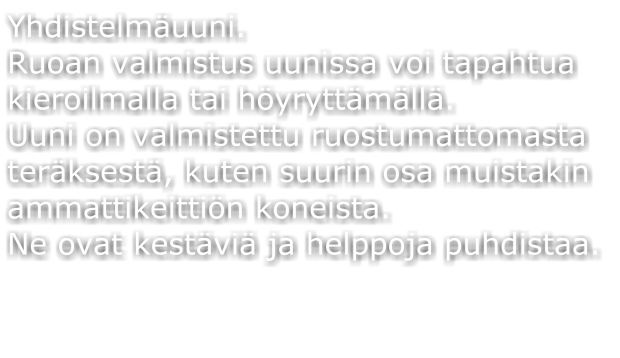 Yhdistelmäuuni.
Ruoan valmistus uunissa voi tapahtua
kieroilmalla tai höyryttämällä.
Uuni on valmistettu ruostumattomasta
teräksestä, kuten suurin osa muistakin
ammattikeittiön koneista.
Ne ovat kestäviä ja helppoja puhdistaa.